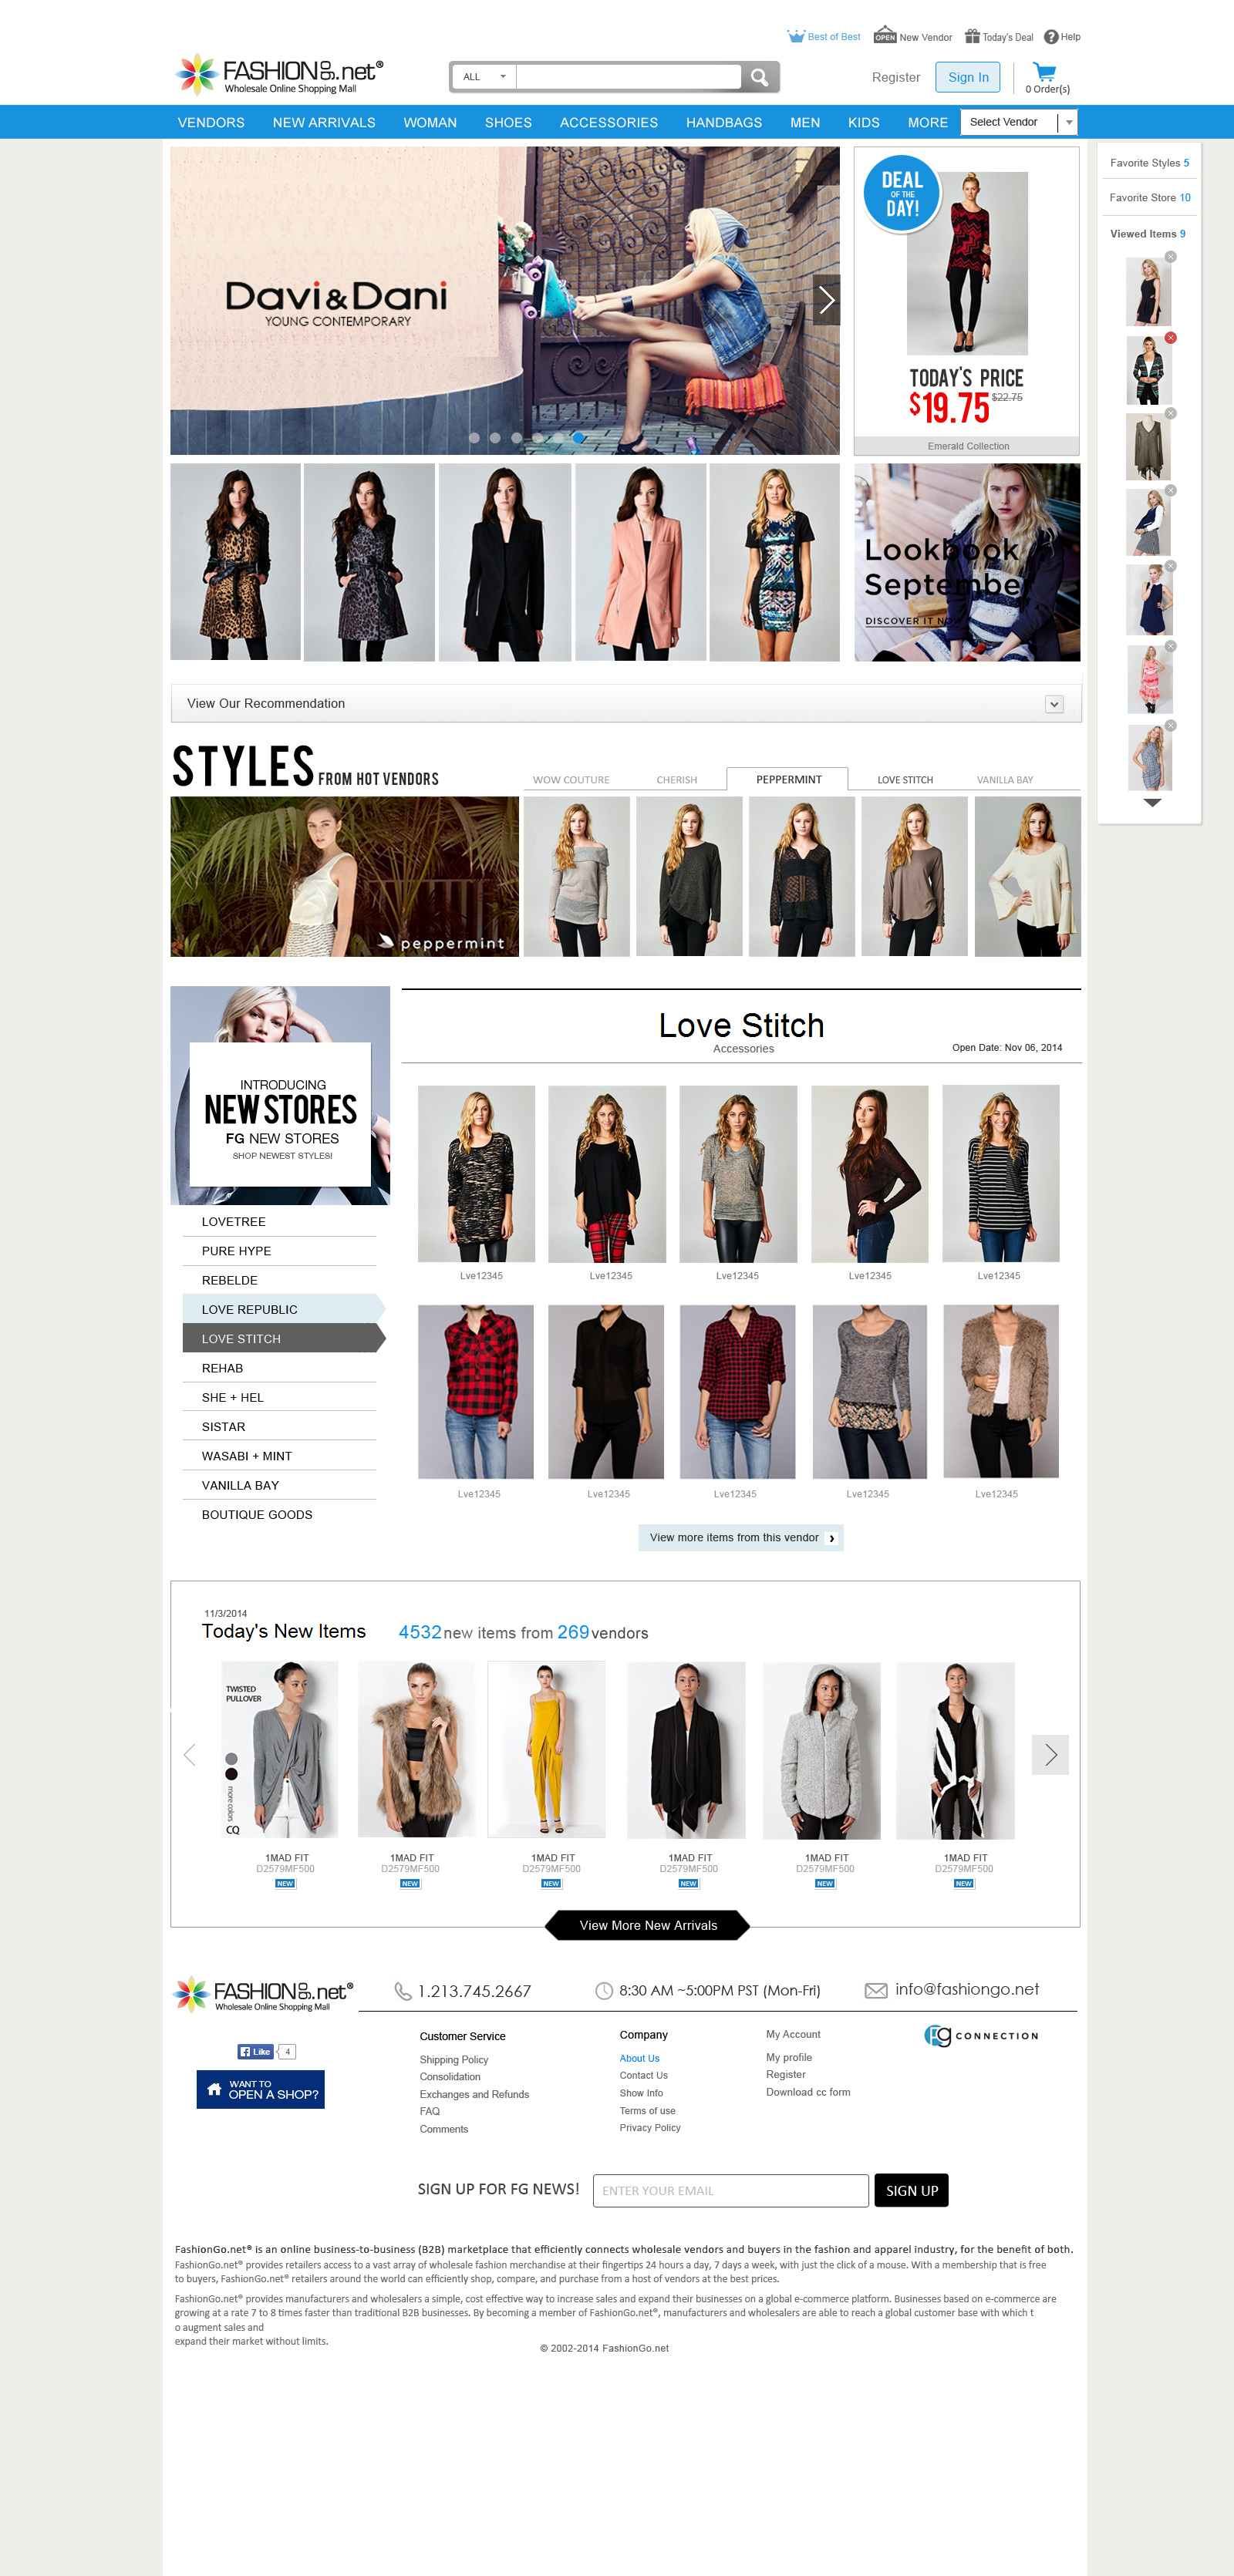 Best of Best
OPEN New Vendor
Today's Deal
Help
FASHIONGO.net®
Wholesale Online Shopping Mall
ALL
Register
Sign In
0 Order(s)
VENDORS NEW ARRIVALS WOMAN SHOES ACCESSORIES HANDBAGS MEN KIDS MORE Select Vendor
Davi&Dani
YOUNG CONTEMPORARY
DEAL
OF THE
DAY!
TODAY'S PRICE
$19.75 $22.75
Emerald Collection
Favorite Styles 5
Favorite Store 10
Viewed Items 9
Lookbook
September
DISCOVER IT NOW
View Our Recommendation
STYLES FROM HOT VENDORS
WOW COUTURE CHERISH PEPPERMINT LOVE STITCH VANILLA BAY
peppermint
INTRODUCING
NEW STORES
FG NEW STORES
SHOP NEWEST STYLES!
LOVETREE
PURE HYPE
REBELDE
LOVE REPUBLIC
LOVE STITCH
REHAB
SHE + HEL
SISTAR
WASABI + MINT
VANILLA BAY
BOUTIQUE GOODS
Love Stitch
Accessories
Open Date: Nov 06, 2014
Lve12345 Lve12345 Lve12345 Lve12345 Lve12345
Lve12345 Lve12345 Lve12345 Lve12345 Lve12345
View more items from this vendor
11/3/2014
Today's New Items 4532 new items from 269 vendors
TWISTED
PULLOVER
more colors
CQ
1MAD FIT 1MAD FIT 1MAD FIT 1MAD FIT 1MAD FIT 1MAD FIT
D2579MF500 D2579MF500 D2579MF500 D2579MF500 D2579MF500 D2579MF500
NEW NEW NEW NEW NEW NEW
View More New Arrivals
FASHIONGO.net®
Wholesale Online Shopping Mall
1.213.745.2667
8:30 AM ~5:00PM PST (Mon-Fri)
info@fashiongo.net
Like 4
WANT TO
OPEN A SHOP?
Customer Service
Shipping Policy
Consolidation
Exchanges and Refunds
FAQ
Comments
Company
About Us
Contact Us
Show Info
Terms of use
Privacy Policy
My Account
My profile
Register
Download cc form
Fg CONNECTION
SIGN UP FOR FG NEWS!
ENTER YOUR EMAIL
SIGN UP
FashionGo.net® is an online business-to-business (B2B) marketplace that efficiently connects wholesale vendors and buyers in the fashion and apparel industry, for the benefit of both.
FashionGo.net® provides retailers access to a vast array of wholesale fashion merchandise at their fingertips 24 hours a day, 7 days a week, with just the click of a mouse. With a membership that is free
to buyers, FashionGo.net® retailers around the world can efficiently shop, compare, and purchase from a host of vendors at the best prices.
FashionGo.net® provides manufacturers and wholesalers a simple, cost effective way to increase sales and expand their businesses on a global e-commerce platform. Businesses based on e-commerce are
growing at a rate 7 to 8 times faster than traditional B2B businesses. By becoming a member of FashionGo.net®, manufacturers and wholesalers are able to reach a global customer base with which t
o augment sales and
expand their market without limits.
© 2002-2014 FashionGo.net